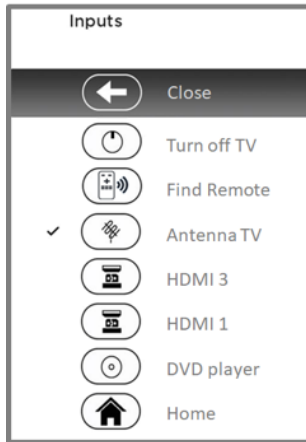 Inputs
Close
Turn off TV
Find Remote
Antenna TV
HDMI 3
HDMI 1
DVD player
Home